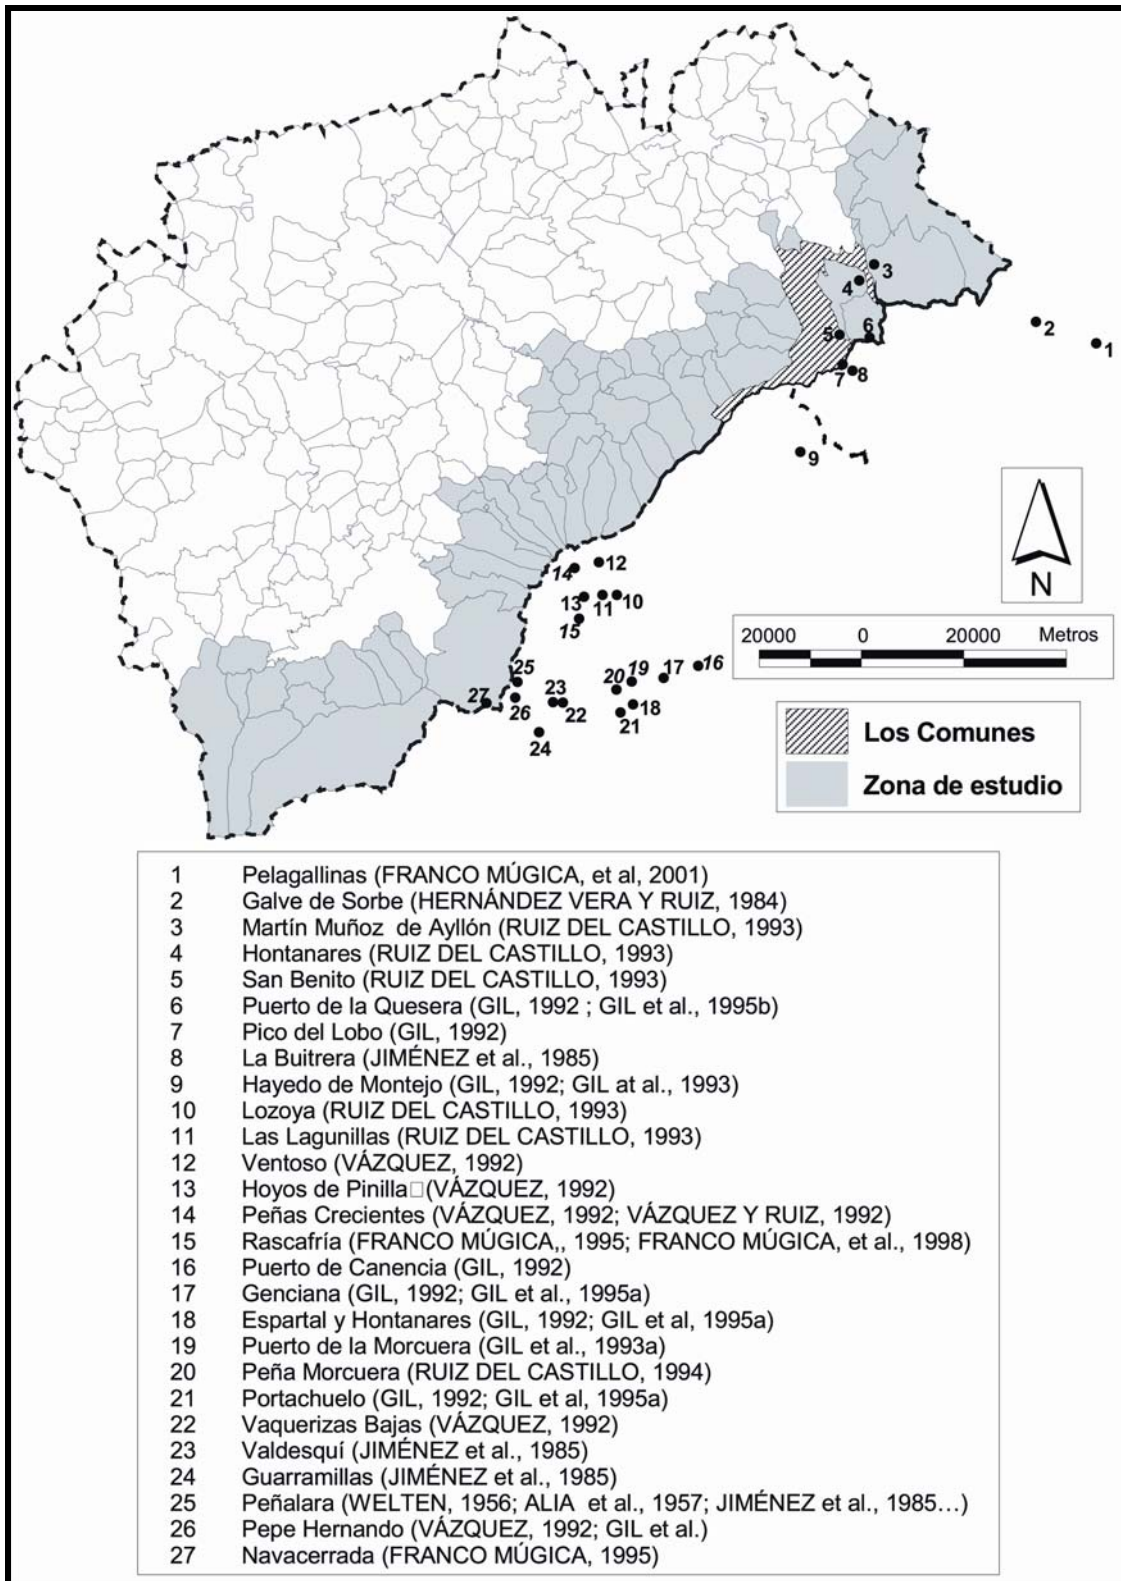 3
4
2
5
6
1
7
8
9
N
14
12
13
11
10
15
20000 0 20000 Metros
16
17
19
20
25
23
27
26
22
18
21
24
Los Comunes
Zona de estudio
1 Pelagallinas (FRANCO MÚGICA, et al, 2001)
2 Galve de Sorbe (HERNÁNDEZ VERA Y RUIZ, 1984)
3 Martín Muñoz de Ayllón (RUIZ DEL CASTILLO, 1993)
4 Hontanares (RUIZ DEL CASTILLO, 1993)
5 San Benito (RUIZ DEL CASTILLO, 1993)
6 Puerto de la Quesera (GIL, 1992 ; GIL et al., 1995b)
7 Pico del Lobo (GIL, 1992)
8 La Buitrera (JIMÉNEZ et al., 1985)
9 Hayedo de Montejo (GIL, 1992; GIL at al., 1993)
10 Lozoya (RUIZ DEL CASTILLO, 1993)
11 Las Lagunillas (RUIZ DEL CASTILLO, 1993)
12 Ventoso (VÁZQUEZ, 1992)
13 Hoyos de Pinilla□(VÁZQUEZ, 1992)
14 Peñas Crecientes (VÁZQUEZ, 1992; VÁZQUEZ Y RUIZ, 1992)
15 Rascafría (FRANCO MÚGICA,, 1995; FRANCO MÚGICA, et al., 1998)
16 Puerto de Canencia (GIL, 1992)
17 Genciana (GIL, 1992; GIL et al., 1995a)
18 Espartal y Hontanares (GIL, 1992; GIL et al, 1995a)
19 Puerto de la Morcuera (GIL et al., 1993a)
20 Peña Morcuera (RUIZ DEL CASTILLO, 1994)
21 Portachuelo (GIL, 1992; GIL et al, 1995a)
22 Vaquerizas Bajas (VÁZQUEZ, 1992)
23 Valdesquí (JIMÉNEZ et al., 1985)
24 Guarramillas (JIMÉNEZ et al., 1985)
25 Peñalara (WELTEN, 1956; ALIA et al., 1957; JIMÉNEZ et al., 1985…)
26 Pepe Hernando (VÁZQUEZ, 1992; GIL et al.)
27 Navacerrada (FRANCO MÚGICA, 1995)